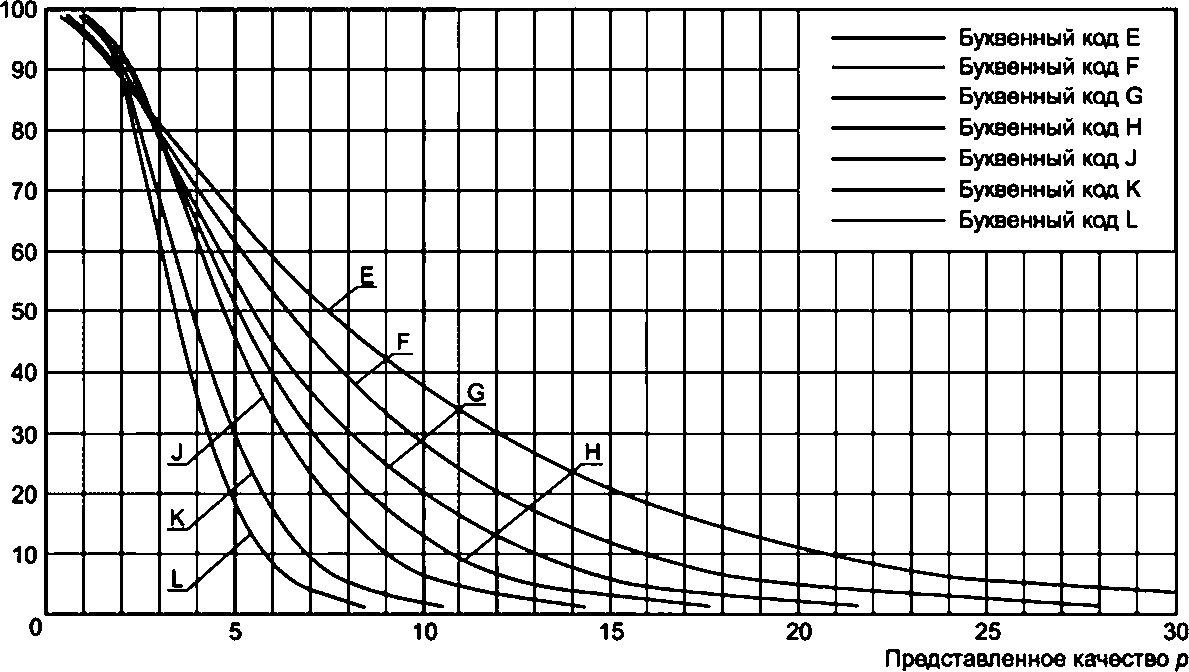 100
90
80
70
60
50
40
30
20
10
0
5
10
15
20
25
30
Буквенный код E
Буквенный код F
Буквенный код G
Буквенный код H
Буквенный код J
Буквенный код K
Буквенный код L
E
F
G
H
J
K
L
Представленное качество p